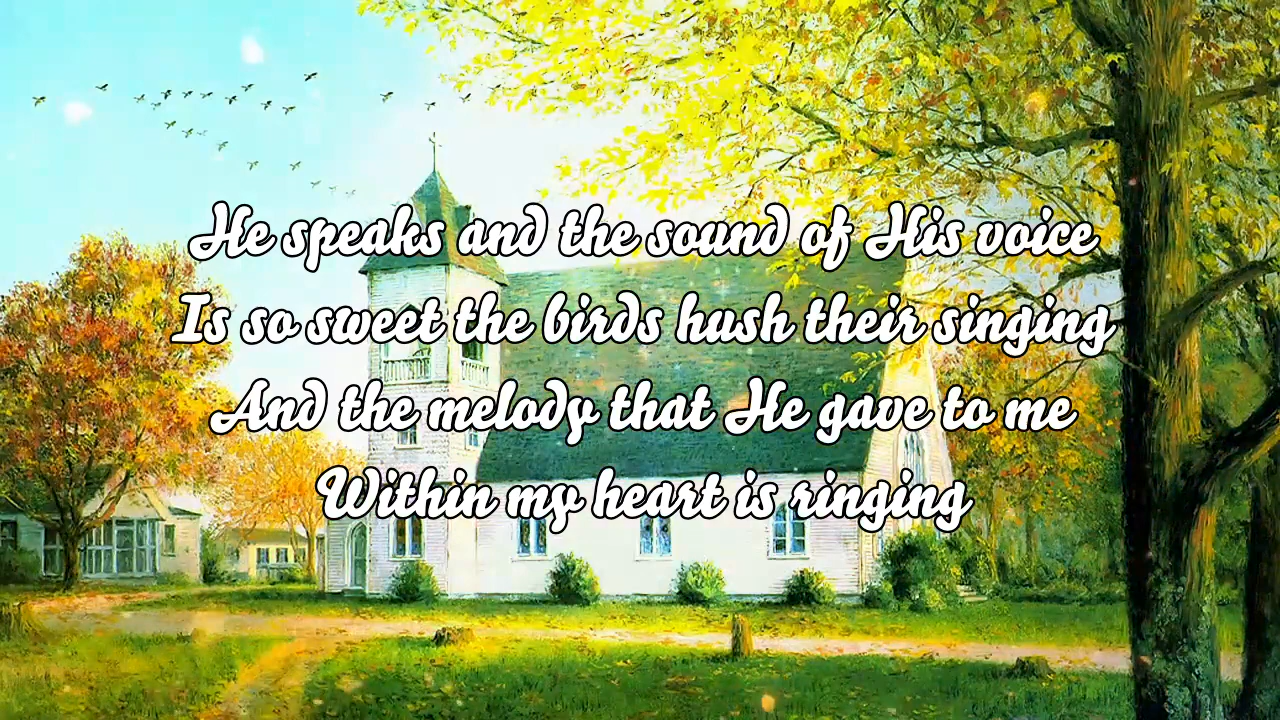 He speaks and the sound of His voice
Is so sweet the birds hush their singing
And the melody that He gave to me
Within my heart is ringing